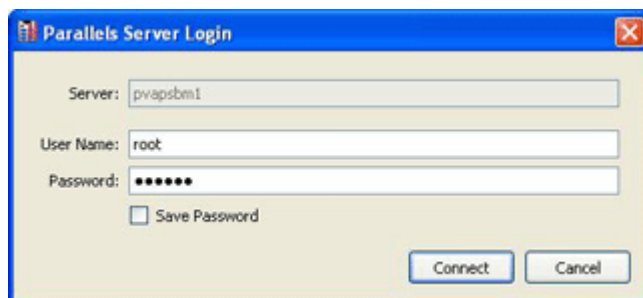 Parallels Server Login
Server: pvapsbm1
User Name: root
Password: ●●●●●●
Save Password
Connect Cancel